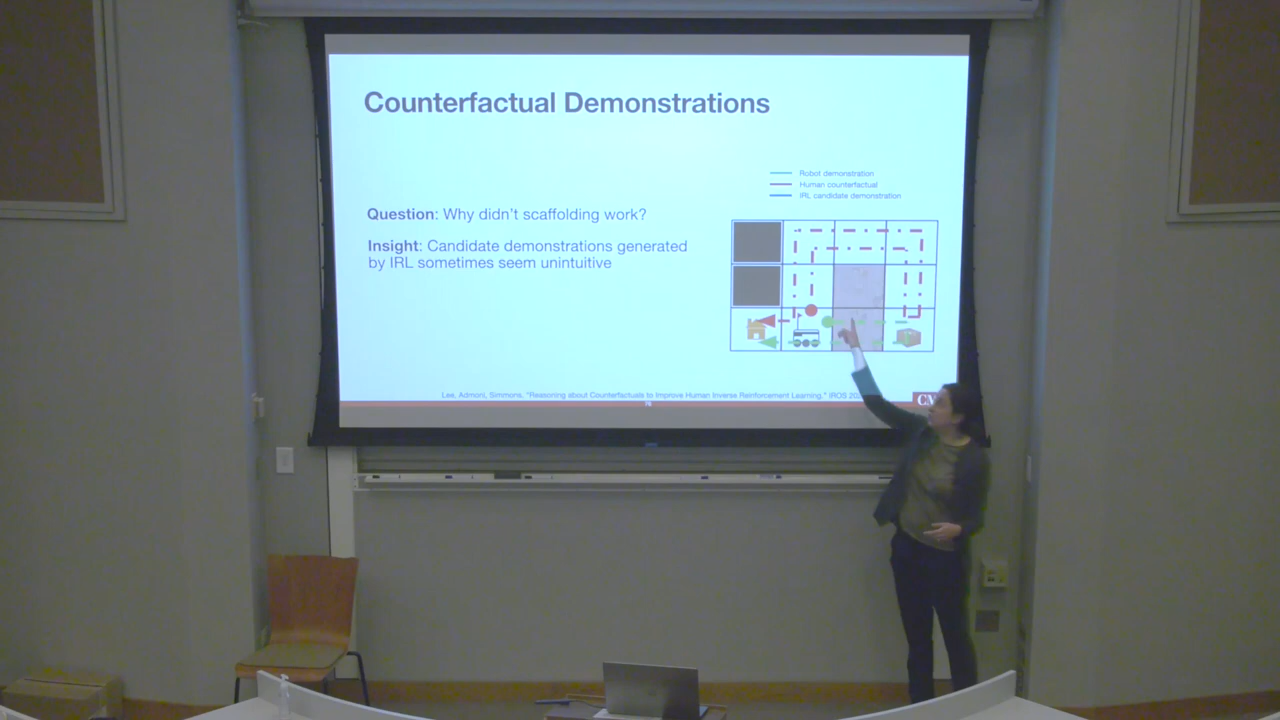 Counterfactual Demonstrations
Robot demonstration
Human counterfactual
IRL candidate demonstration
Question: Why didn't scaffolding work?
Insight: Candidate demonstrations generated
by IRL sometimes seem unintuitive
Lee, Admoni, Simmons, "Reasoning about Counterfactuals to Improve Human Inverse Reinforcement Learning," IROS